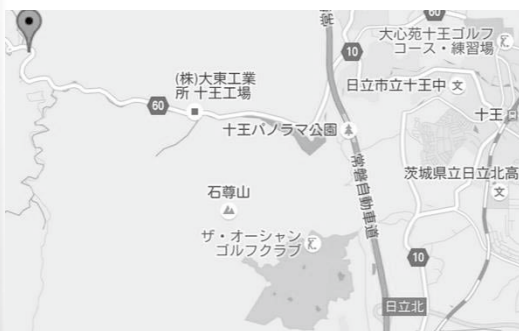 60
大心苑十王ゴルフ
コース・練習場
10
(株)大東工業
所 十王工場
日立市立十王中
60
十王パノラマ公園
十王
常磐自動車道
茨城県立日立北高
石尊山
ザ・オーシャン
ゴルフクラブ
10
日立北